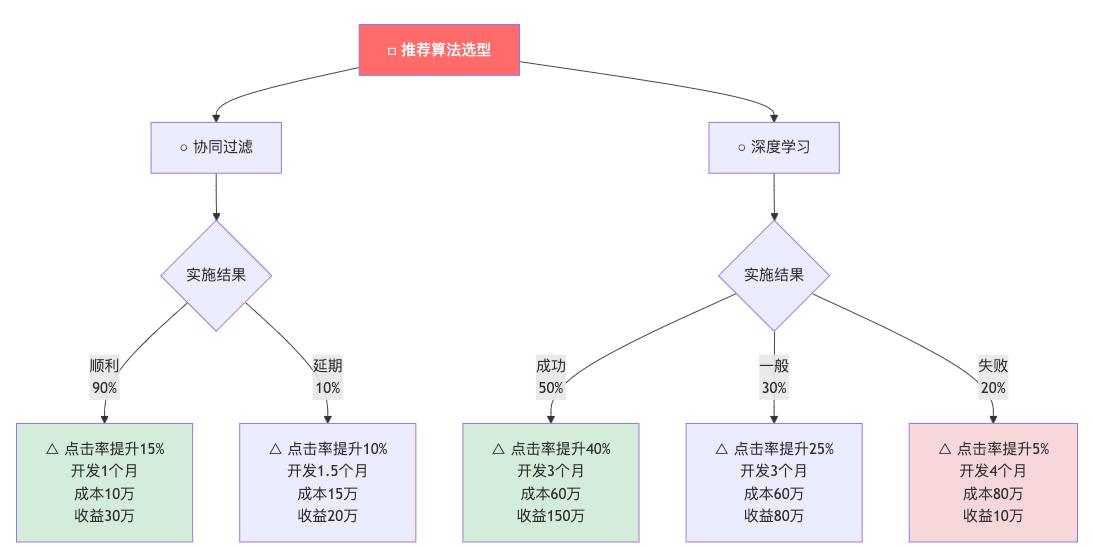 □ 推荐算法选型
○ 协同过滤
○ 深度学习
实施结果
实施结果
顺利
90%
延期
10%
成功
50%
一般
30%
失败
20%
△ 点击率提升15%
开发1个月
成本10万
收益30万
△ 点击率提升10%
开发1.5个月
成本15万
收益20万
△ 点击率提升40%
开发3个月
成本60万
收益150万
△ 点击率提升25%
开发3个月
成本60万
收益80万
△ 点击率提升5%
开发4个月
成本80万
收益10万